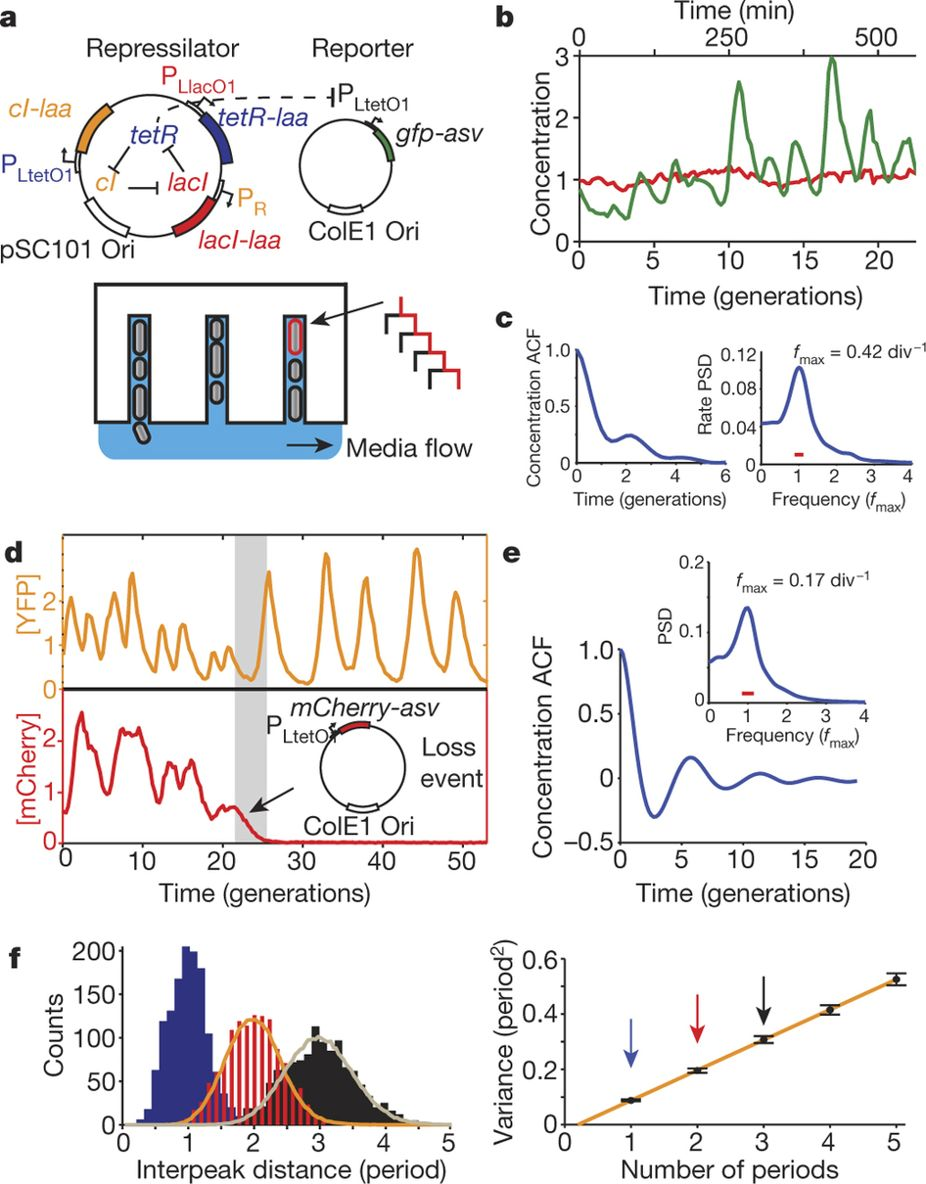 a
Repressilator
Reporter
PLlacO1
PLtetO1
cI-laa
tetR
tetR-laa
gfp-asv
PLtetO1
cI
lacI
PR
lacI-laa
pSC101 Ori
ColE1 Ori
Media flow
b
Time (min)
0 250 500
Concentration
3
2
1
0
0 5 10 15 20
Time (generations)
c
Concentration ACF
1.0
0.5
0
0 2 4 6
Time (generations)
Rate PSD
fmax = 0.42 div−1
0.12
0.08
0.04
0
0 1 2 3 4
Frequency (fmax)
d
[YFP]
2
1
0
[mCherry]
2
1
0
mCherry-asv
PLtetO1
Loss
event
ColE1 Ori
0 10 20 30 40 50
Time (generations)
e
Concentration ACF
1.0
0.5
0
−0.5
0 5 10 15 20
Time (generations)
PSD
fmax = 0.17 div−1
0.2
0.1
0
0 1 2 3 4
Frequency (fmax)
f
Counts
200
150
100
50
0
0 1 2 3 4 5
Interpeak distance (period)
Variance (period2)
0.6
0.4
0.2
0
0 1 2 3 4 5
Number of periods